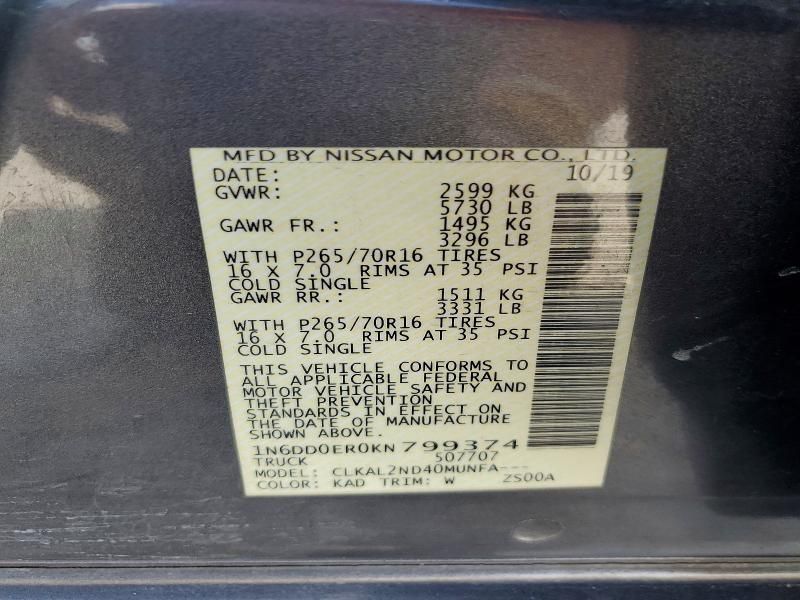 MFD BY NISSAN MOTOR CO., LTD.
DATE: 10/19
GVWR: 2599 KG
5730 LB
GAWR FR.: 1495 KG
3296 LB
WITH P265/70R16 TIRES
16 X 7.0 RIMS AT 35 PSI
COLD SINGLE
GAWR RR.: 1511 KG
3331 LB
WITH P265/70R16 TIRES
16 X 7.0 RIMS AT 35 PSI
COLD SINGLE
THIS VEHICLE CONFORMS TO
ALL APPLICABLE FEDERAL
MOTOR VEHICLE SAFETY AND
THEFT PREVENTION
STANDARDS IN EFFECT ON
THE DATE OF MANUFACTURE
SHOWN ABOVE.
1N6DD0ER0KN799374
TRUCK 507707
MODEL: CLKALZND40MUNFA---
COLOR: KAD TRIM: W ZS00A